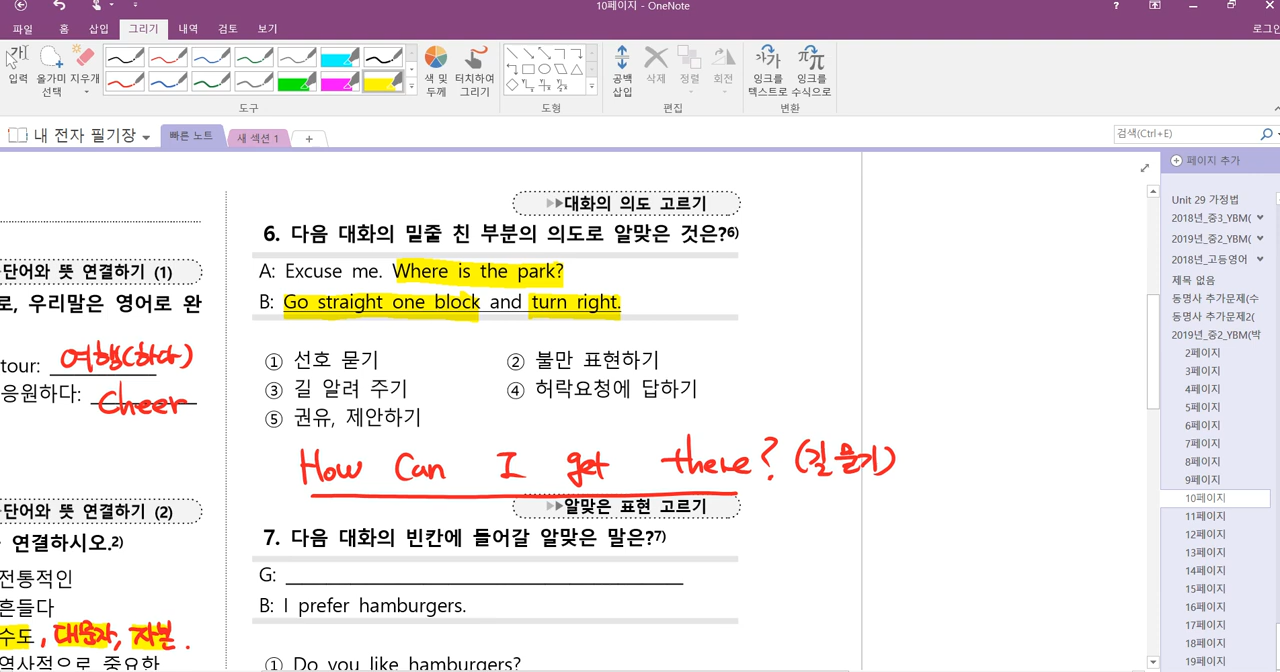 10페이지 - OneNote
파일 홈 삽입 그리기 내역 검토 보기
로그인
입력
올가미 선택
지우개
색 및 두께
터치하여 그리기
공백 삽입
삭제
정렬
회전
잉크를 텍스트로
잉크를 수식으로
도구
도형
편집
변환
내 전자 필기장
빠른 노트
새 섹션 1
검색(Ctrl+E)
단어와 뜻 연결하기 (1)
로, 우리말은 영어로 완
tour: 여행(하다)
응원하다: cheer
단어와 뜻 연결하기 (2)
연결하시오.2)
전통적인
흔들다
수도, 대문자, 자본.
역사적으로 중요한
▶▶대화의 의도 고르기
6. 다음 대화의 밑줄 친 부분의 의도로 알맞은 것은?6)
A: Excuse me. Where is the park?
B: Go straight one block and turn right.
① 선호 묻기 ② 불만 표현하기
③ 길 알려 주기 ④ 허락요청에 답하기
⑤ 권유, 제안하기
How can I get there? (길 묻기)
▶▶알맞은 표현 고르기
7. 다음 대화의 빈칸에 들어갈 알맞은 말은?7)
G:
B: I prefer hamburgers.
① Do you like hamburgers?
페이지 추가
Unit 29 가정법
2018년_중3_YBM(
2019년_중2_YBM(
2018년_고등영어
제목 없음
동명사 추가문제(수
동명사 추가문제2(
2019년_중2_YBM(박
2페이지
3페이지
4페이지
5페이지
6페이지
7페이지
8페이지
9페이지
10페이지
11페이지
12페이지
13페이지
14페이지
15페이지
16페이지
17페이지
18페이지
19페이지